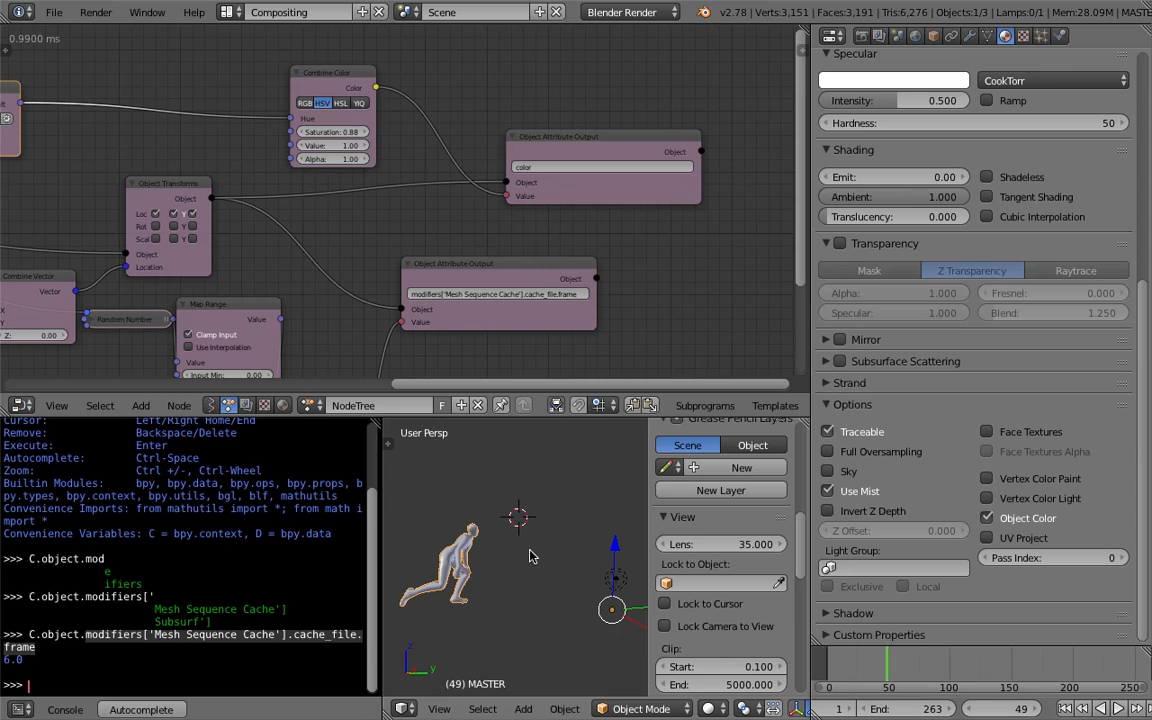 File
Render
Window
Help
Compositing
Scene
Blender Render
v2.78 | Verts:3,151 | Faces:3,191 | Tris:6,276 | Objects:1/3 | Lamps:0/1 | Mem:28.09M | MASTE
0.9900 ms
Combine Color
Color
RGB HSV HSL YIQ
Hue
Saturation: 0.88
Value: 1.00
Alpha: 1.00
Object Attribute Output
Object
color
Object
Value
Object Transforms
Object
Loc Y
Rot Y
Scal Y
Object
Location
Combine Vector
Vector
X
Y
Z: 0.00
Random Number
Map Range
Value
Clamp Input
Use Interpolation
Value
Input Min: 0.00
Object Attribute Output
Object
modifiers['Mesh Sequence Cache'].cache_file.frame
Object
Value
View
Select
Add
Node
NodeTree
F
Subprograms
Templates
Cursor: Left/Right Home/End
Remove: Backspace/Delete
Execute: Enter
Autocomplete: Ctrl-Space
Zoom: Ctrl +/-, Ctrl-Wheel
Builtin Modules: bpy, bpy.data, bpy.ops, bpy.props, b
py.types, bpy.context, bpy.utils, bgl, blf, mathutils
Convenience Imports: from mathutils import *; from math i
mport *
Convenience Variables: C = bpy.context, D = bpy.data
>>> C.object.mod
e
ifiers
>>> C.object.modifiers['
Mesh Sequence Cache']
Subsurf']
>>> C.object.modifiers['Mesh Sequence Cache'].cache_file.
frame
6.0
>>>
Console
Autocomplete
User Persp
z
y
(49) MASTER
View
Select
Add
Object
Object Mode
Grease Pencil Layers
Scene
Object
New
New Layer
View
Lens: 35.000
Lock to Object:
Lock to Cursor
Lock Camera to View
Clip:
Start: 0.100
End: 5000.000
Specular
CookTorr
Intensity: 0.500
Ramp
Hardness: 50
Shading
Emit: 0.00
Shadeless
Ambient: 1.000
Tangent Shading
Translucency: 0.000
Cubic Interpolation
Transparency
Mask
Z Transparency
Raytrace
Alpha: 1.000
Fresnel: 0.000
Specular: 1.000
Blend: 1.250
Mirror
Subsurface Scattering
Strand
Options
Traceable
Face Textures
Full Oversampling
Face Textures Alpha
Sky
Vertex Color Paint
Use Mist
Vertex Color Light
Invert Z Depth
Object Color
Z Offset: 0.000
UV Project
Light Group:
Pass Index: 0
Exclusive
Local
Shadow
Custom Properties
0 50 100 150 200 250
1
End: 263
49